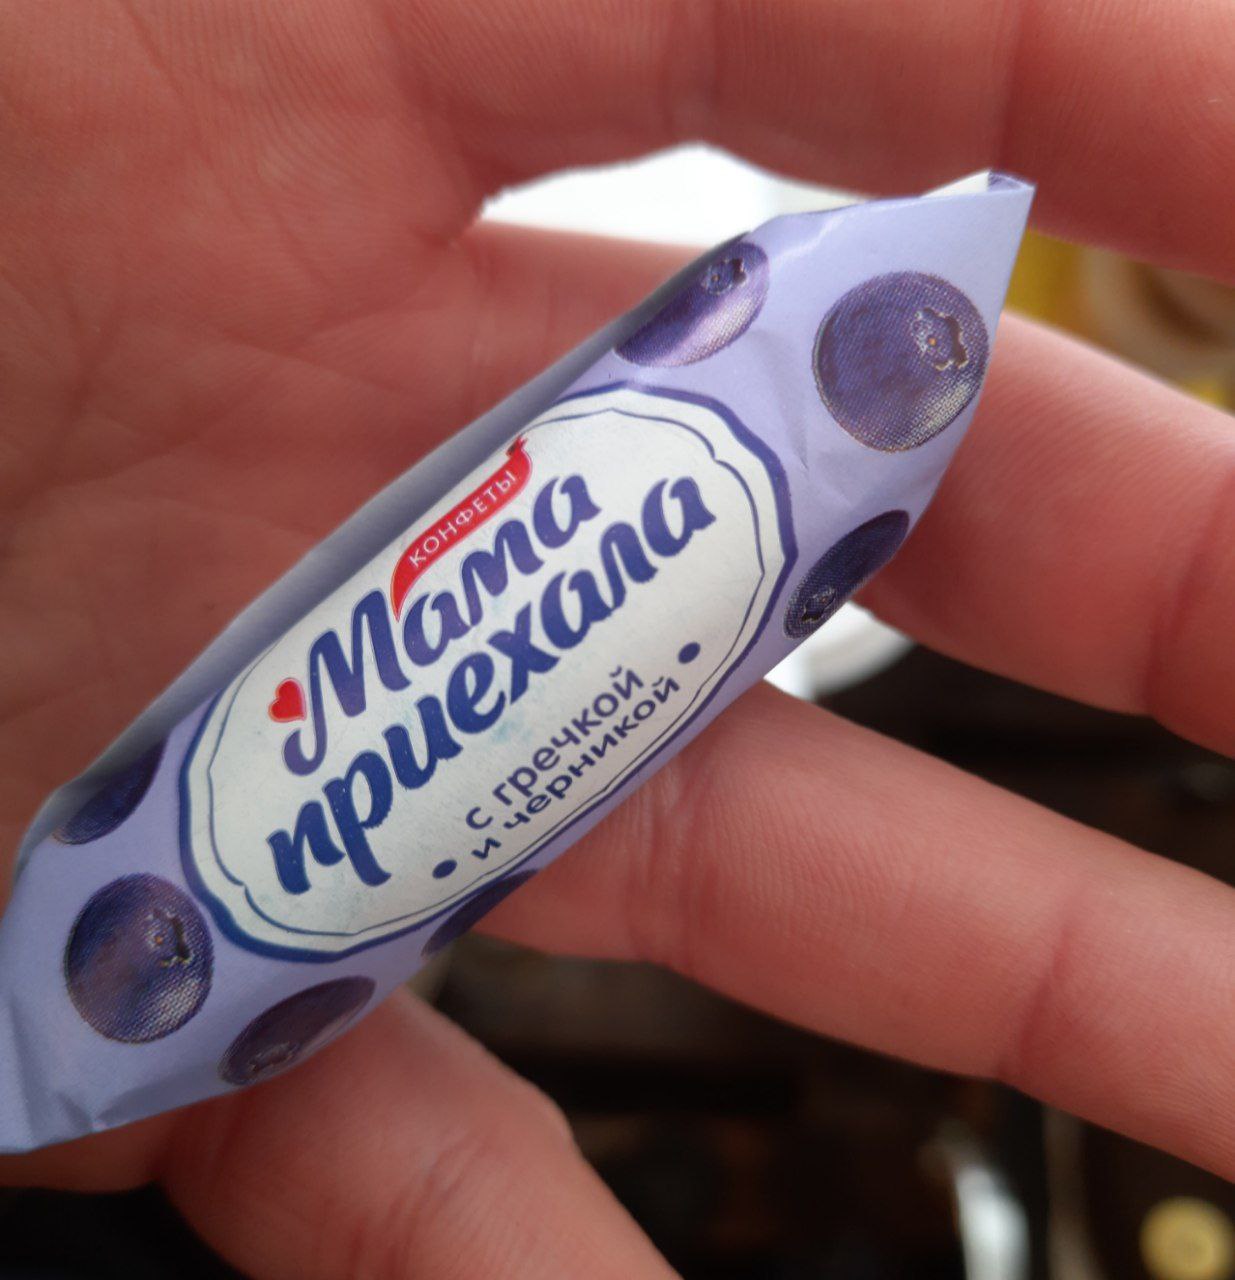 КОНФЕТЫ
Мама
приехала
с гречкой
и черникой